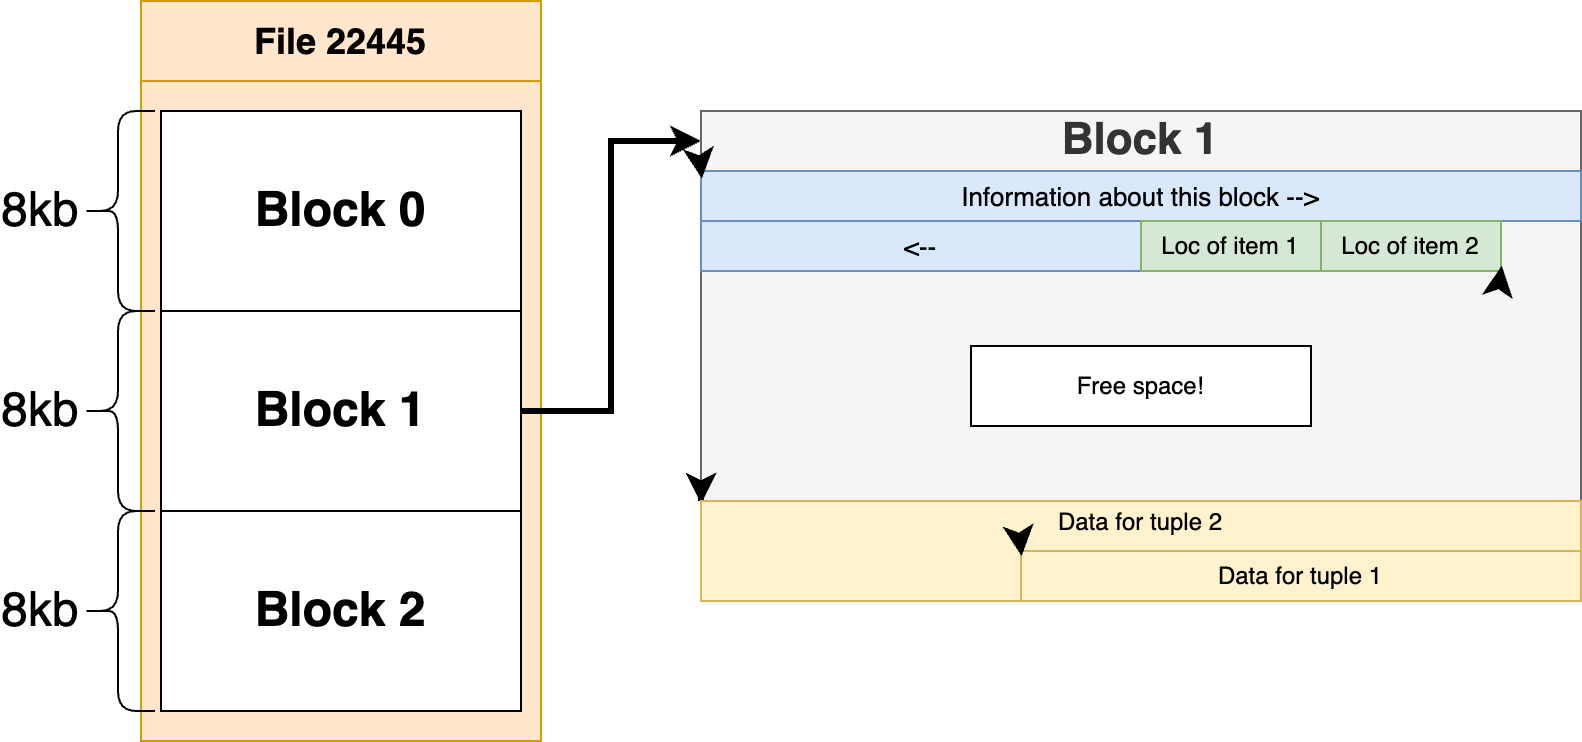 File 22445
8kb
Block 0
8kb
Block 1
8kb
Block 2
Block 1
Information about this block -->
<-- Loc of item 1 Loc of item 2
Free space!
Data for tuple 2
Data for tuple 1